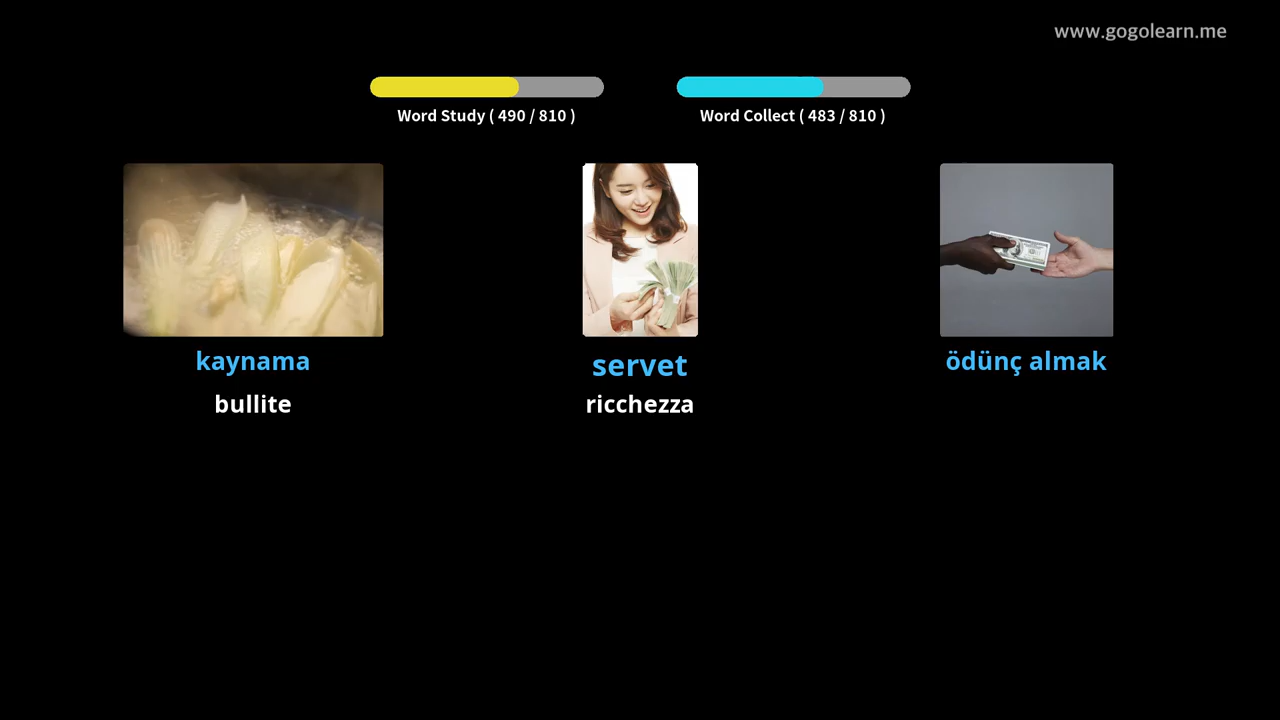 www.gogolearn.me
Word Study ( 490 / 810 )
Word Collect ( 483 / 810 )
kaynama
servet
ödünç almak
bullite
ricchezza